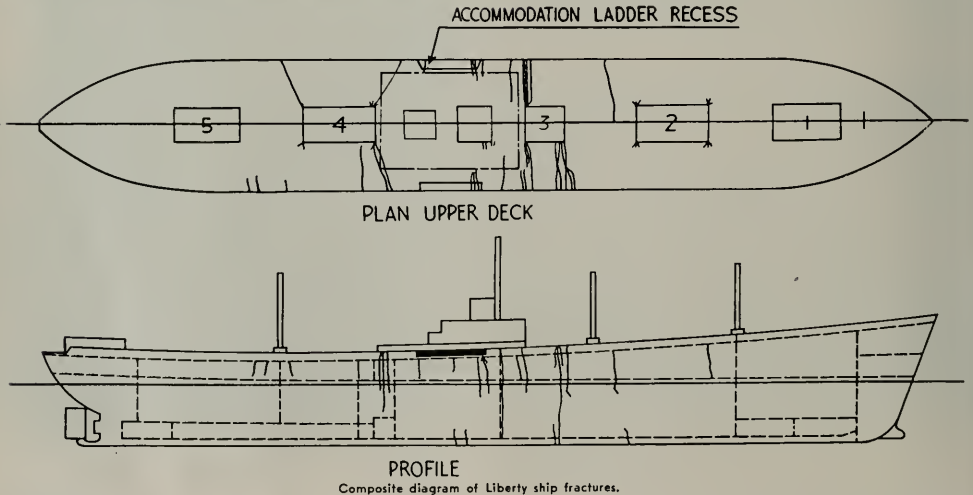 ACCOMMODATION LADDER RECESS
5 4 3 2 1
PLAN UPPER DECK
PROFILE
Composite diagram of Liberty ship fractures.